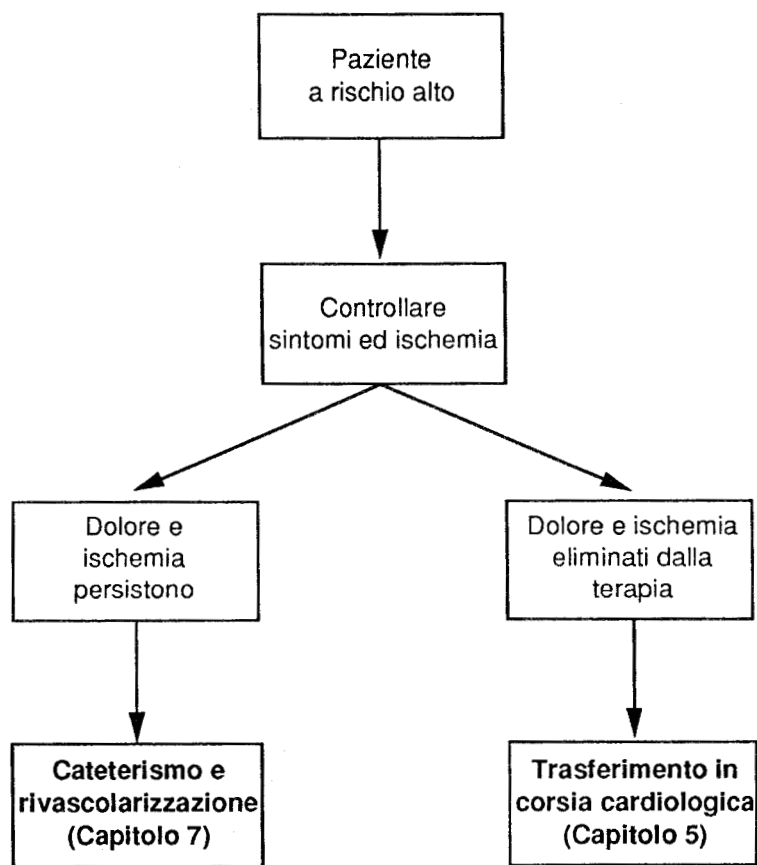 Paziente
a rischio alto
Controllare
sintomi ed ischemia
Dolore e
ischemia
persistono
Dolore e ischemia
eliminati dalla
terapia
Cateterismo e
rivascolarizzazione
(Capitolo 7)
Trasferimento in
corsia cardiologica
(Capitolo 5)